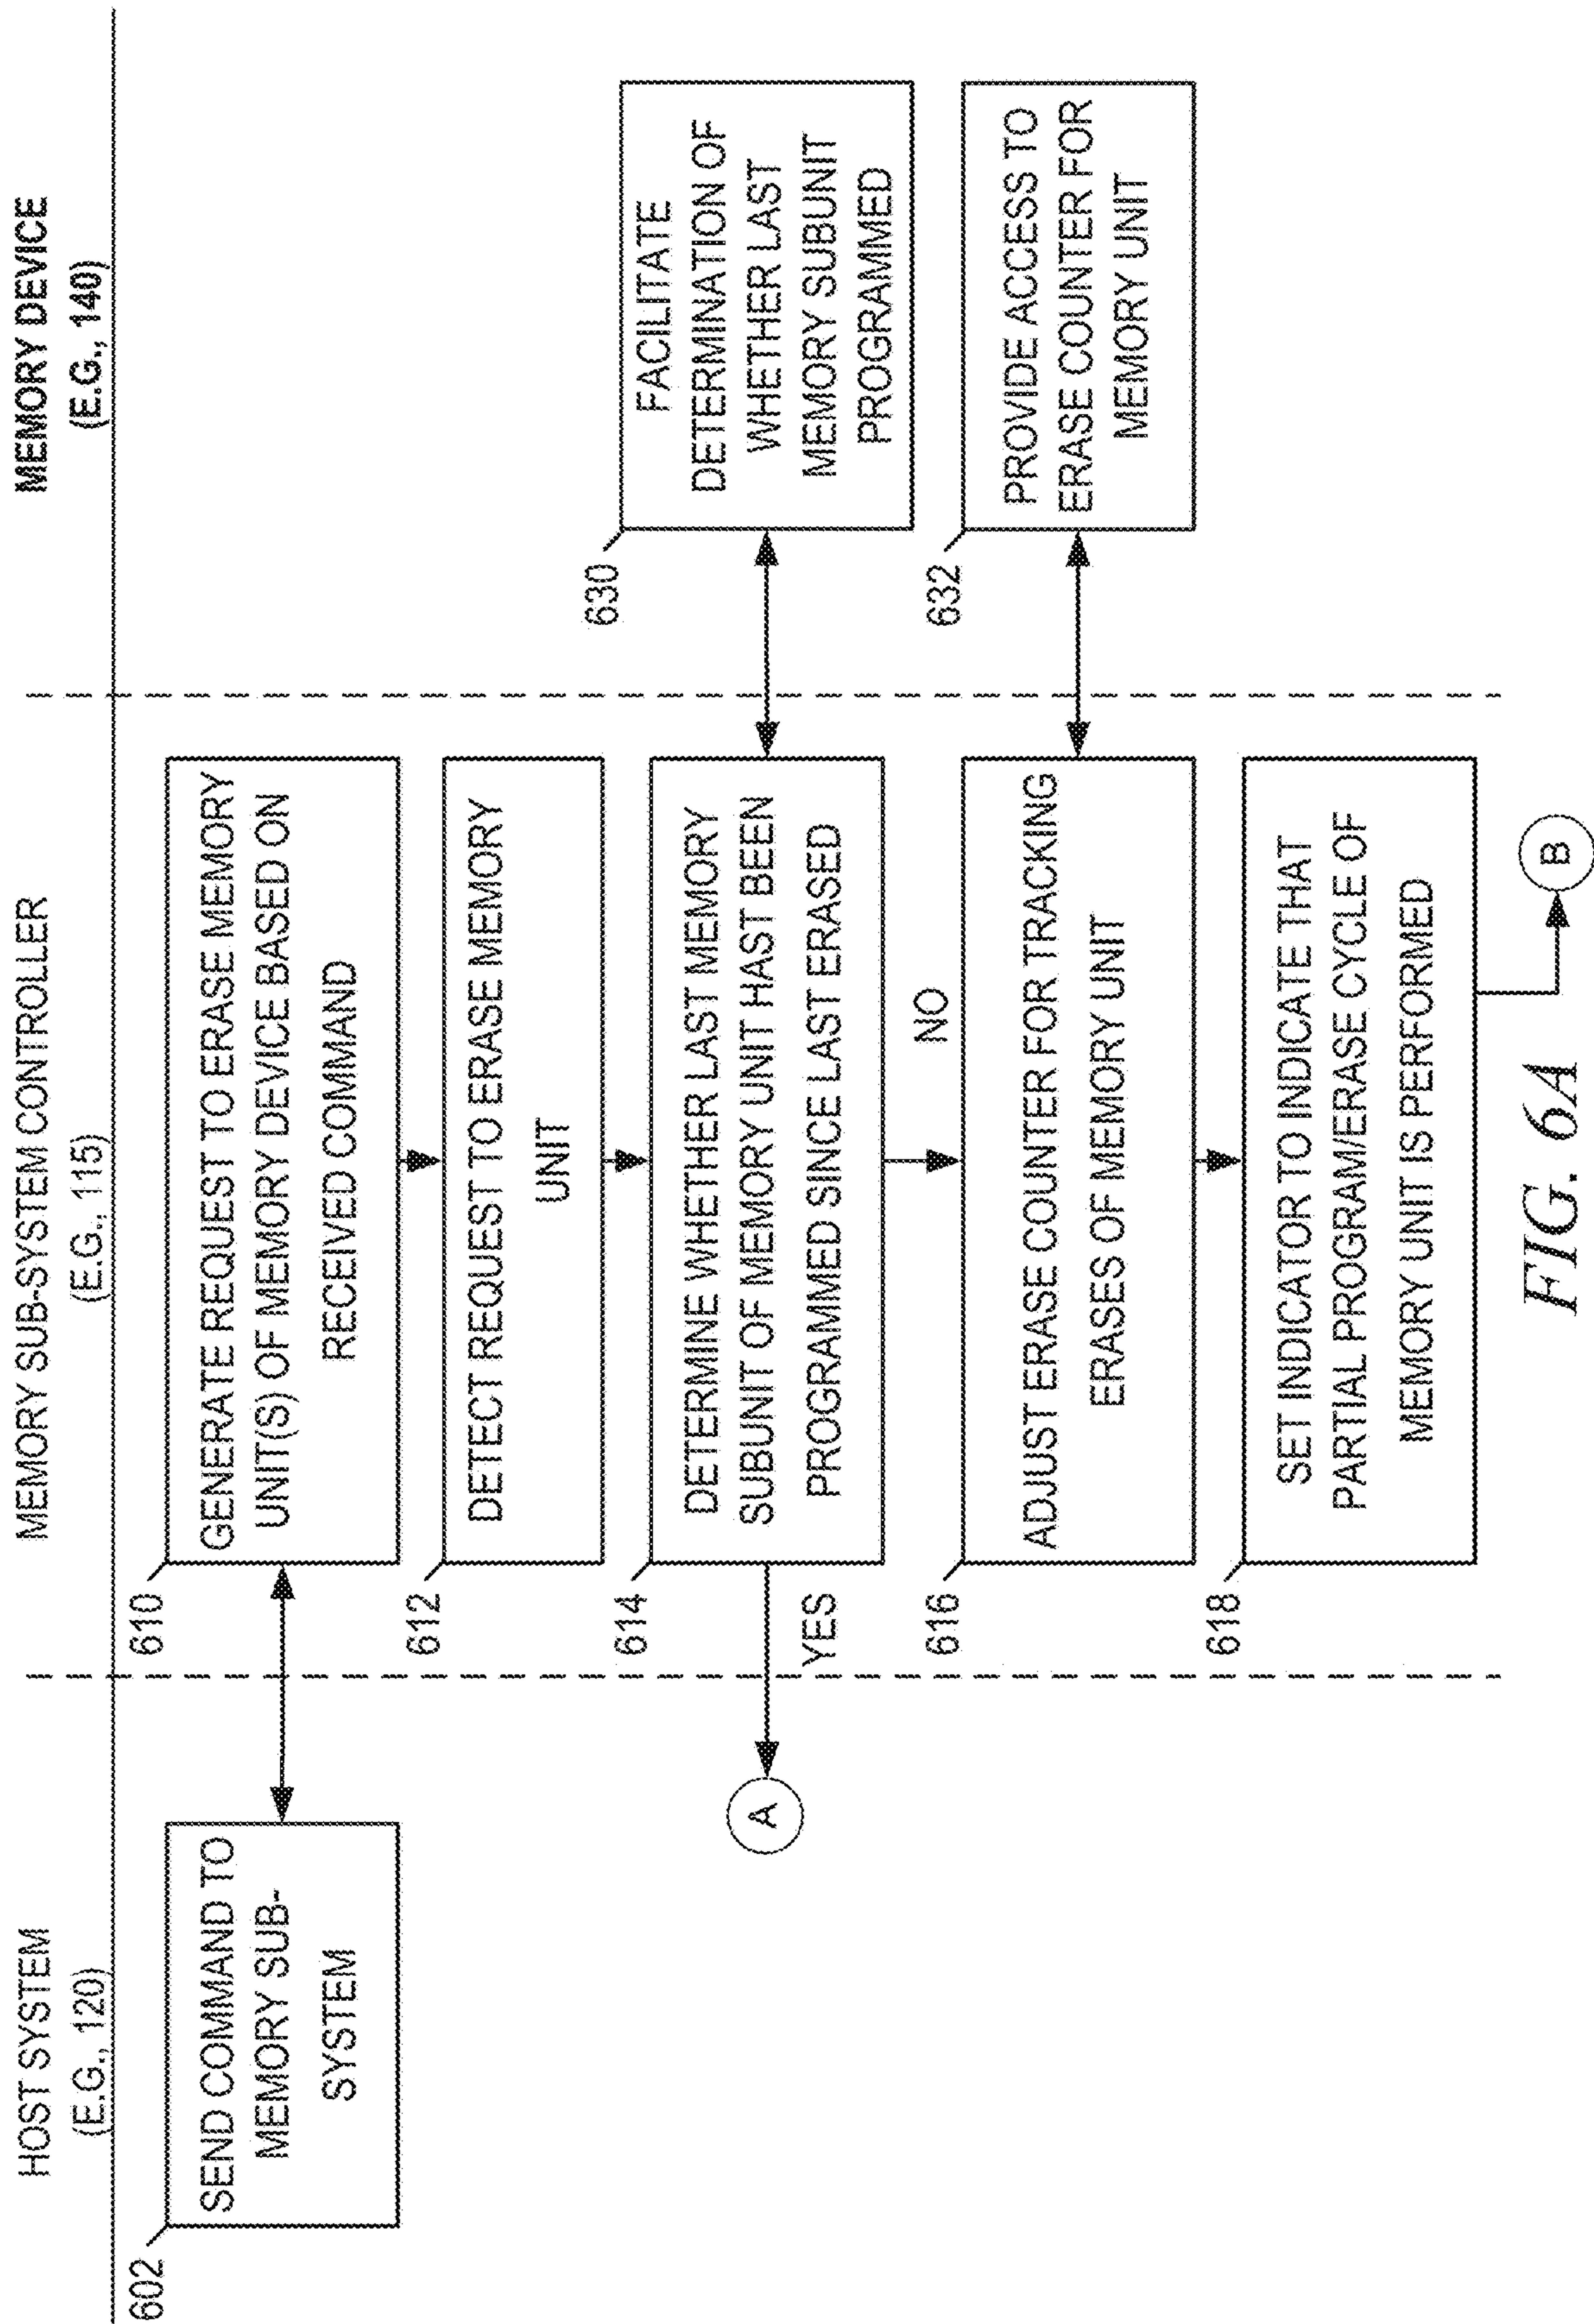 HOST SYSTEM
(E.G., 120)
MEMORY SUB-SYSTEM CONTROLLER
(E.G., 115)
MEMORY DEVICE
(E.G., 140)
602
SEND COMMAND TO
MEMORY SUB-
SYSTEM
610
GENERATE REQUEST TO ERASE MEMORY
UNIT(S) OF MEMORY DEVICE BASED ON
RECEIVED COMMAND
612
DETECT REQUEST TO ERASE MEMORY
UNIT
614
DETERMINE WHETHER LAST MEMORY
SUBUNIT OF MEMORY UNIT HAST BEEN
PROGRAMMED SINCE LAST ERASED
630
FACILITATE
DETERMINATION OF
WHETHER LAST
MEMORY SUBUNIT
PROGRAMMED
A
YES
NO
616
ADJUST ERASE COUNTER FOR TRACKING
ERASES OF MEMORY UNIT
632
PROVIDE ACCESS TO
ERASE COUNTER FOR
MEMORY UNIT
618
SET INDICATOR TO INDICATE THAT
PARTIAL PROGRAM/ERASE CYCLE OF
MEMORY UNIT IS PERFORMED
B
FIG. 6A